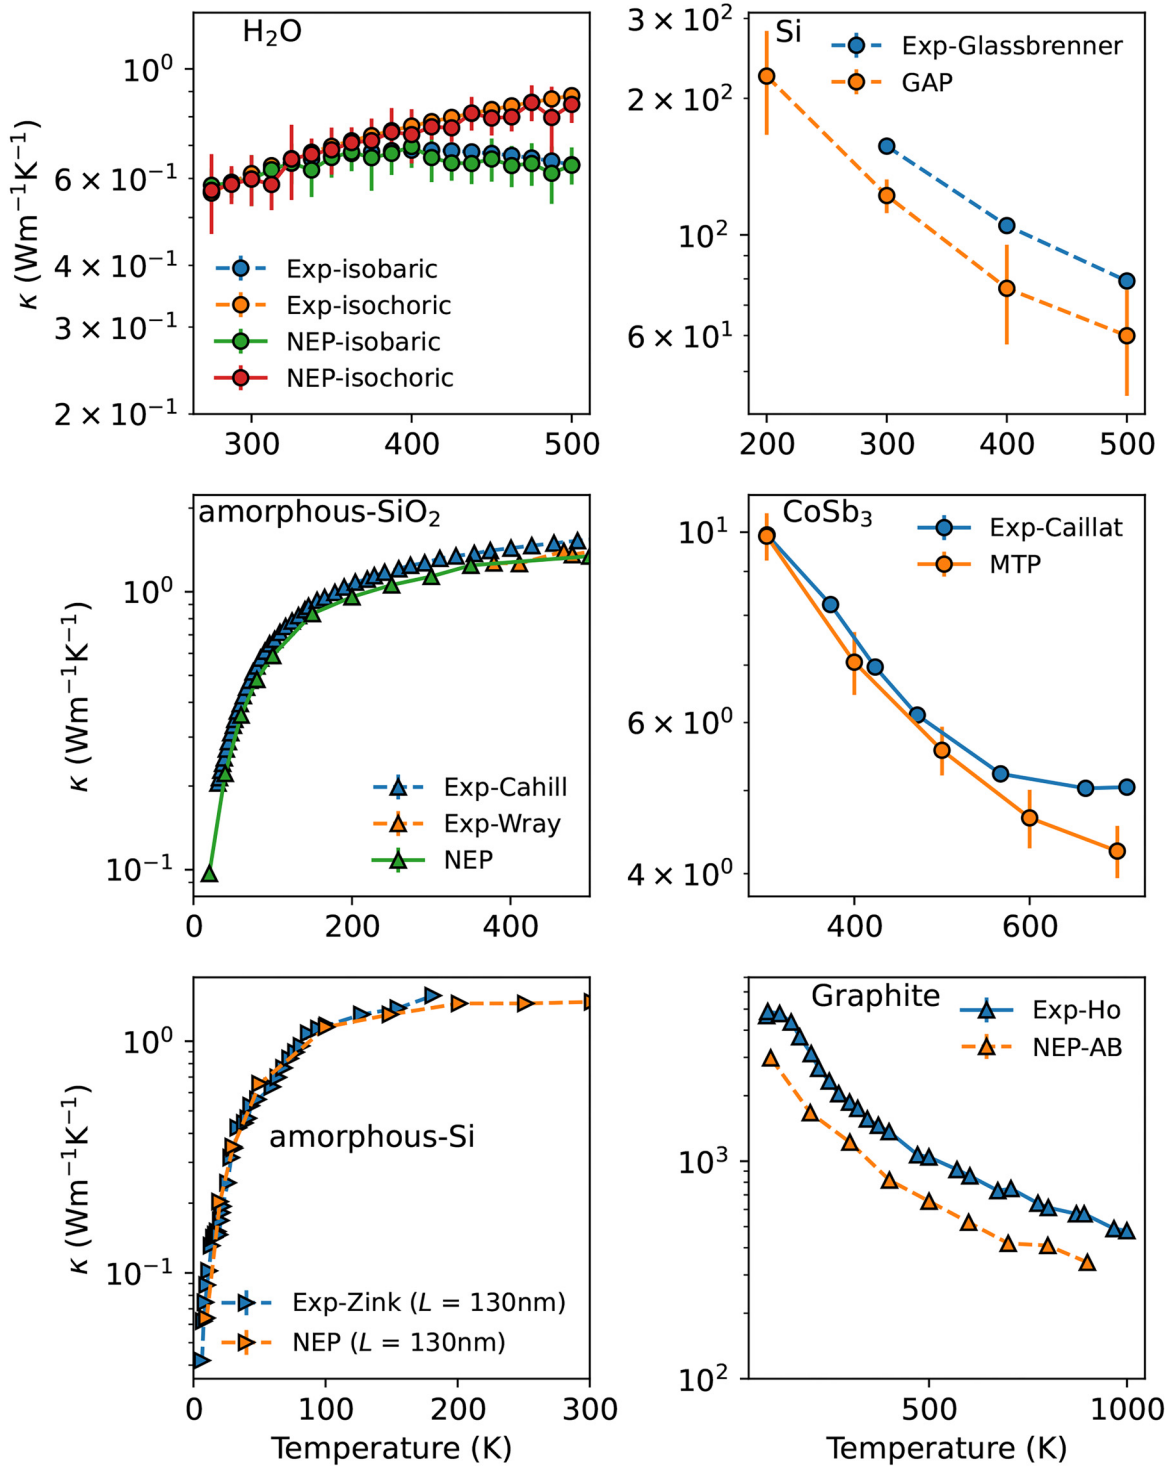 H₂O
κ (Wm⁻¹K⁻¹)
10⁰
6 × 10⁻¹
4 × 10⁻¹
3 × 10⁻¹
2 × 10⁻¹
Exp-isobaric
Exp-isochoric
NEP-isobaric
NEP-isochoric
300 400 500
Si
3 × 10²
2 × 10²
10²
6 × 10¹
Exp-Glassbrenner
GAP
200 300 400 500
amorphous-SiO₂
κ (Wm⁻¹K⁻¹)
10⁰
10⁻¹
Exp-Cahill
Exp-Wray
NEP
0 200 400
CoSb₃
10¹
6 × 10⁰
4 × 10⁰
Exp-Caillat
MTP
400 600
κ (Wm⁻¹K⁻¹)
10⁰
10⁻¹
amorphous-Si
Exp-Zink (L = 130nm)
NEP (L = 130nm)
0 100 200 300
Temperature (K)
Graphite
10³
10²
Exp-Ho
NEP-AB
500 1000
Temperature (K)